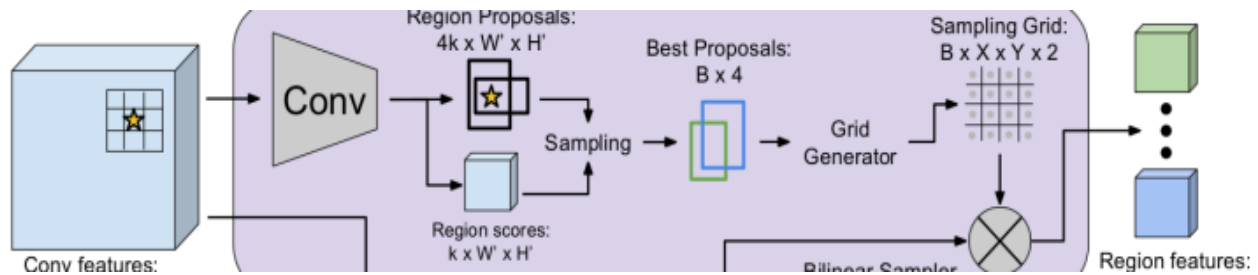 Region Proposals:
4k x W' x H'
Conv
Region scores:
k x W' x H'
Sampling
Best Proposals:
B x 4
Grid
Generator
Sampling Grid:
B x X x Y x 2
Bilinear Sampler
Conv features:
Region features: